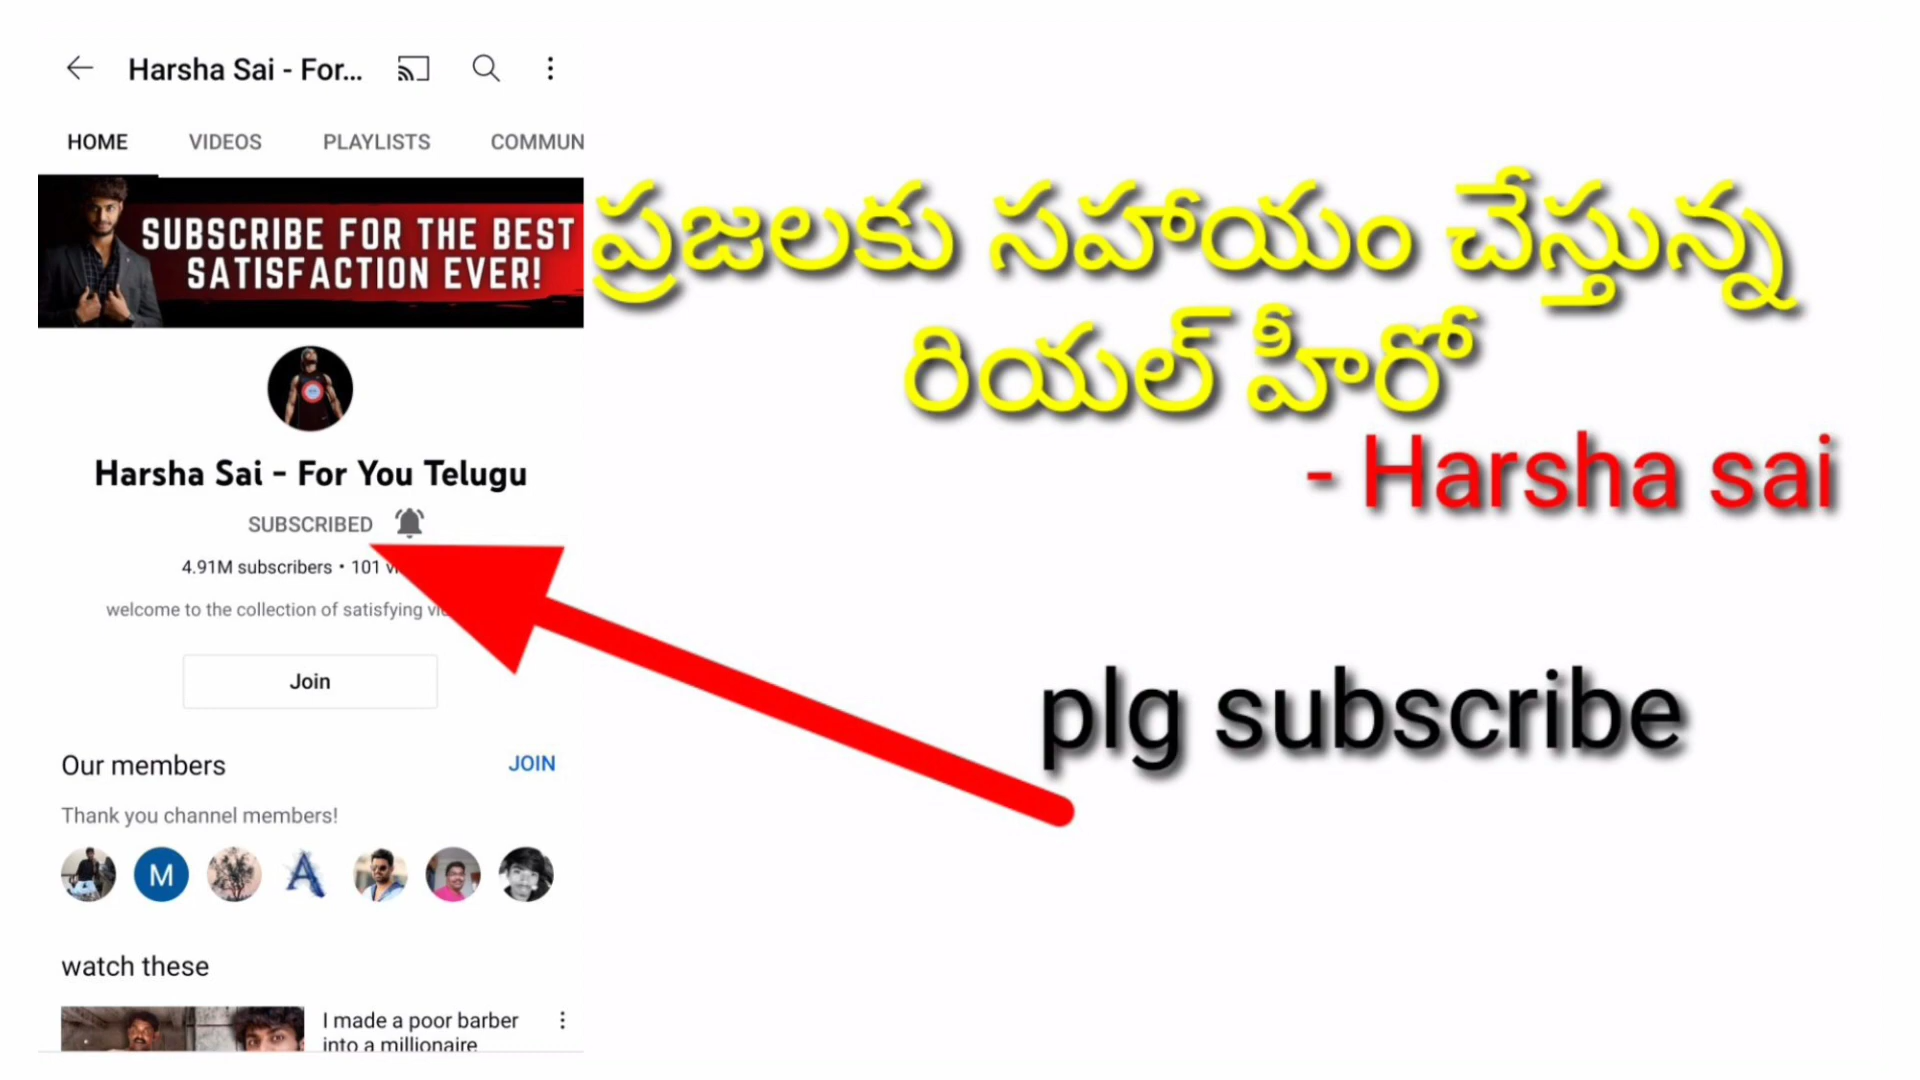 Harsha Sai - For...
HOME VIDEOS PLAYLISTS COMMUN
SUBSCRIBE FOR THE BEST
SATISFACTION EVER!
Harsha Sai - For You Telugu
SUBSCRIBED
4.91M subscribers • 101
welcome to the collection of satisfying
Join
Our members JOIN
Thank you channel members!
M
A
watch these
I made a poor barber
into a millionaire
ప్రజలకు సహాయం చేస్తున్న
రియల్ హీరో
- Harsha sai
plg subscribe